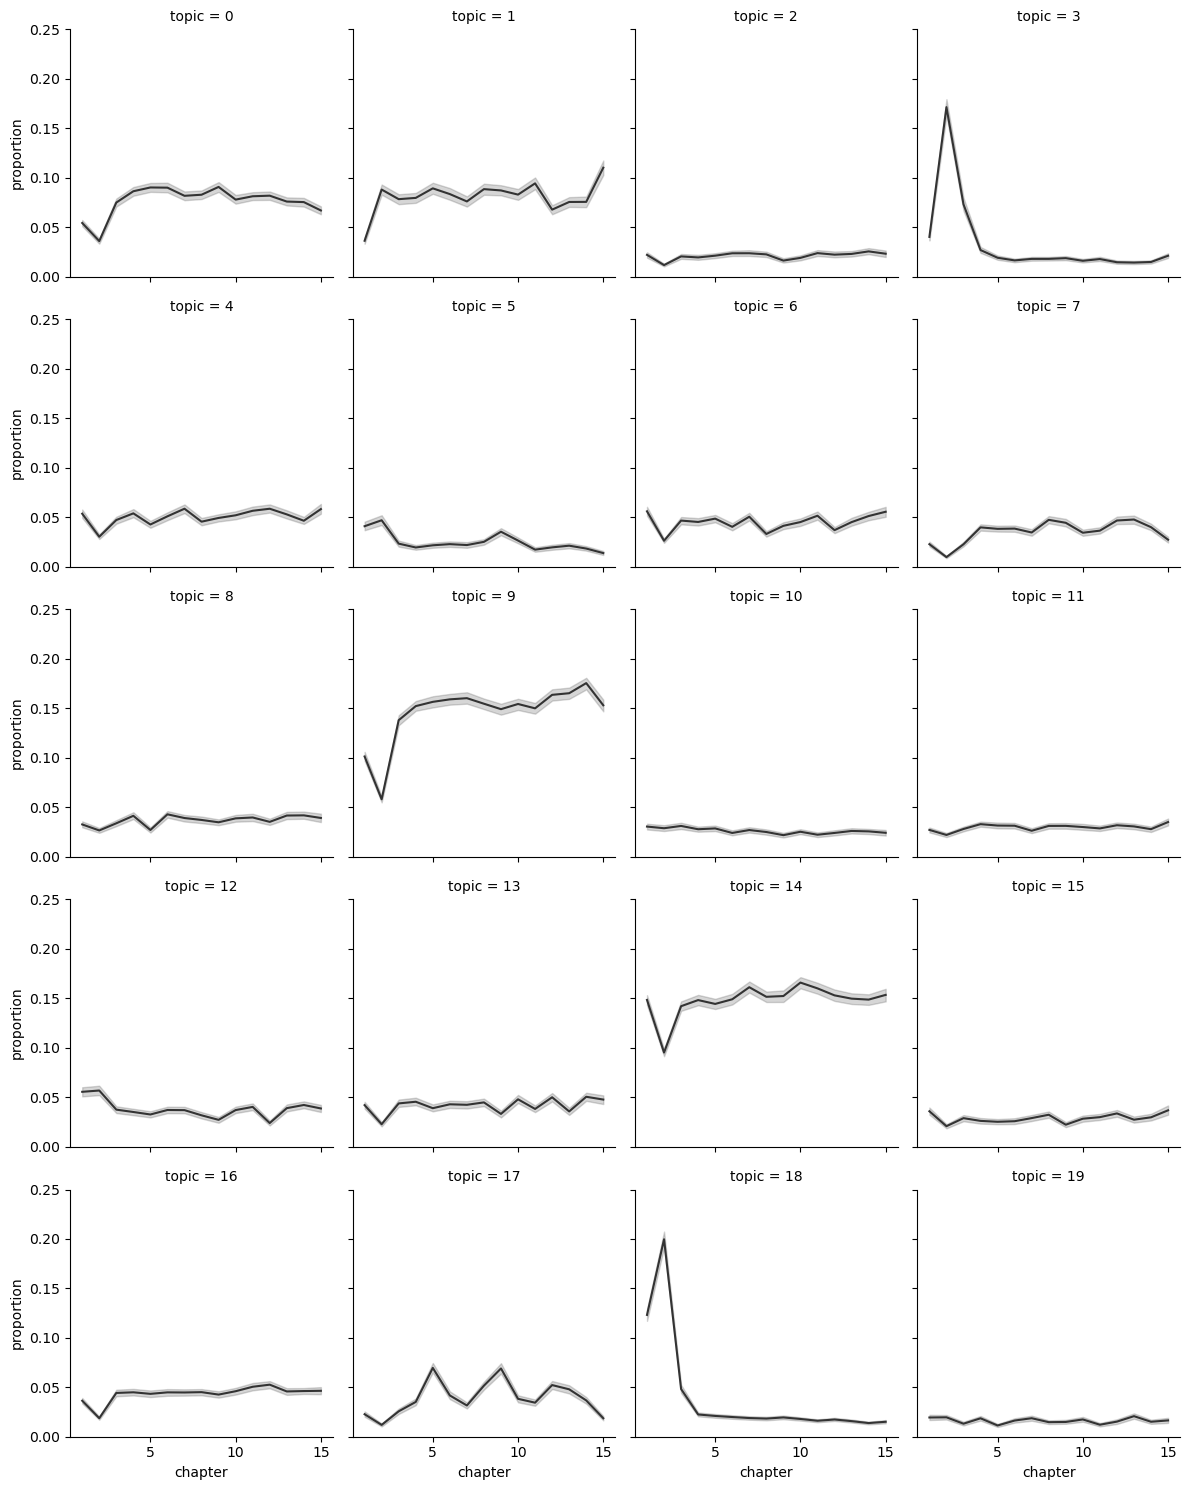 topic = 0 topic = 1 topic = 2 topic = 3
0.25
0.20
0.15
0.10
0.05
0.00
proportion
topic = 4 topic = 5 topic = 6 topic = 7
0.25
0.20
0.15
0.10
0.05
0.00
proportion
topic = 8 topic = 9 topic = 10 topic = 11
0.25
0.20
0.15
0.10
0.05
0.00
proportion
topic = 12 topic = 13 topic = 14 topic = 15
0.25
0.20
0.15
0.10
0.05
0.00
proportion
topic = 16 topic = 17 topic = 18 topic = 19
0.25
0.20
0.15
0.10
0.05
0.00
proportion
5 10 15 5 10 15 5 10 15 5 10 15
chapter chapter chapter chapter